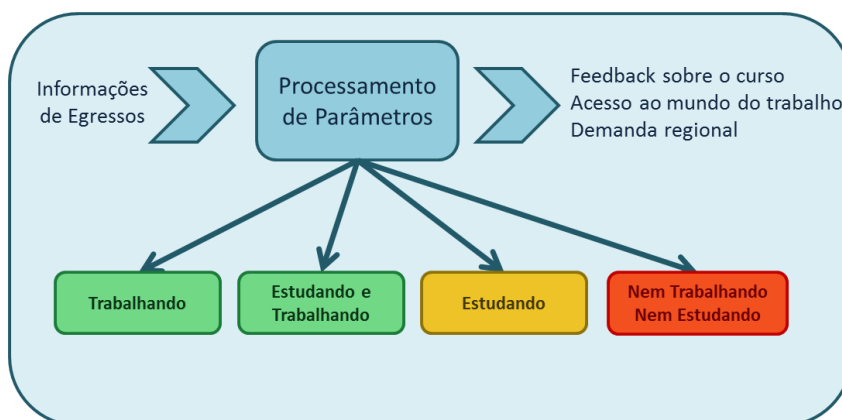 Informações
de Egressos
Processamento
de Parâmetros
Feedback sobre o curso
Acesso ao mundo do trabalho
Demanda regional
Trabalhando
Estudando e
Trabalhando
Estudando
Nem Trabalhando
Nem Estudando